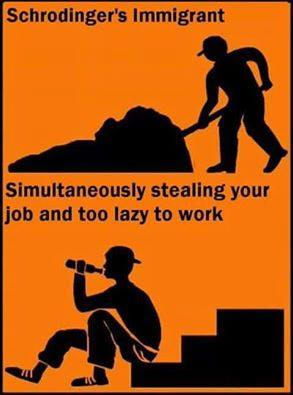 Schrodinger's Immigrant
Simultaneously stealing your
job and too lazy to work